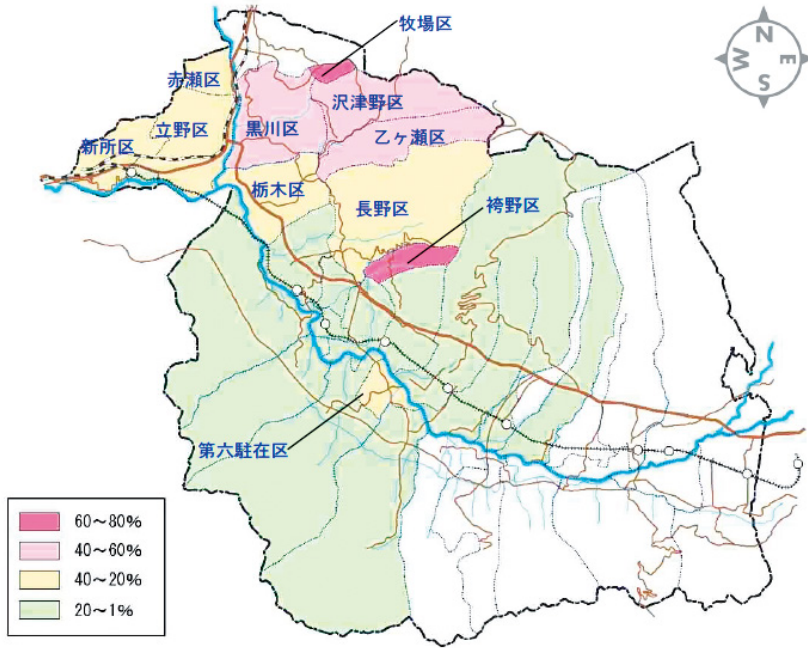 牧場区
N
E
S
W
赤瀬区
沢津野区
立野区
黒川区
乙ヶ瀬区
新所区
栃木区
長野区
袴野区
第六駐在区
60～80%
40～60%
40～20%
20～1%